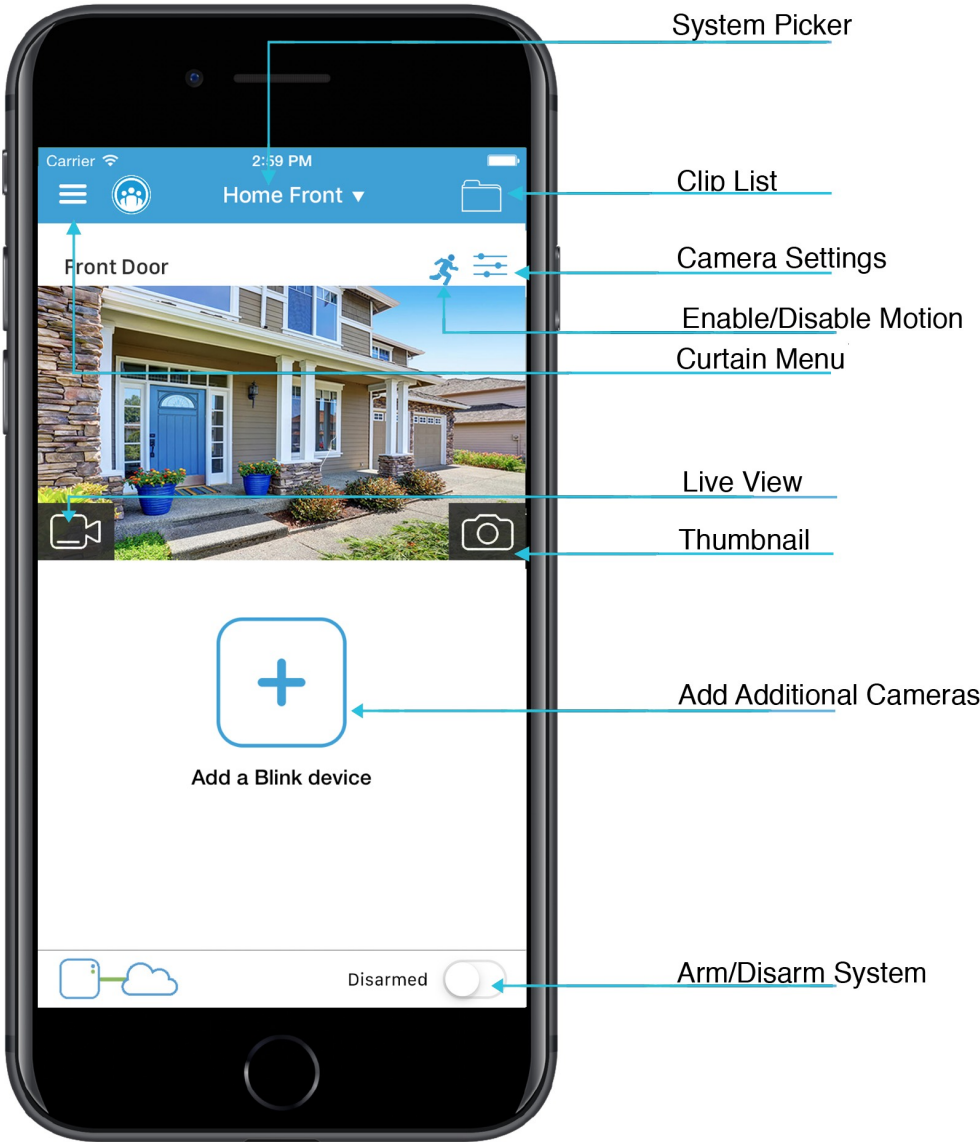 System Picker
Carrier 2:59 PM
Home Front ▼
Clip List
Front Door
Camera Settings
Enable/Disable Motion
Curtain Menu
Live View
Thumbnail
Add Additional Cameras
Add a Blink device
Disarmed
Arm/Disarm System